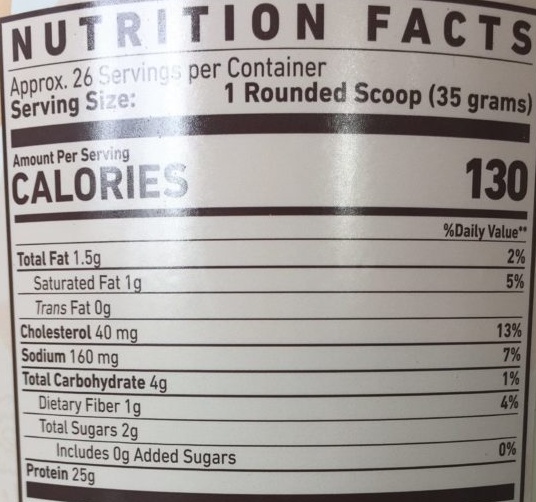 NUTRITION FACTS
Approx. 26 Servings per Container
Serving Size: 1 Rounded Scoop (35 grams)
Amount Per Serving
CALORIES 130
%Daily Value**
Total Fat 1.5g 2%
Saturated Fat 1g 5%
Trans Fat 0g
Cholesterol 40 mg 13%
Sodium 160 mg 7%
Total Carbohydrate 4g 1%
Dietary Fiber 1g 4%
Total Sugars 2g
Includes 0g Added Sugars 0%
Protein 25g